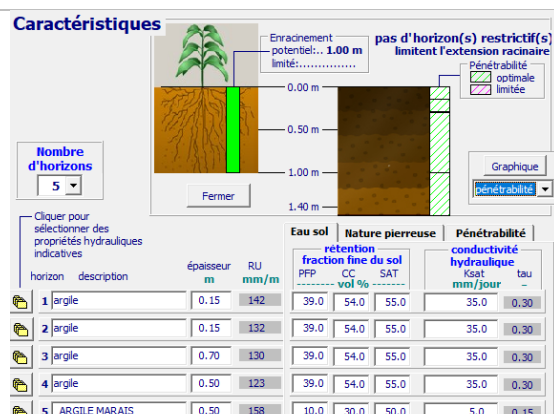 Caractéristiques
Enracinement
potentiel:.. 1.00 m
limité:...............
pas d'horizon(s) restrictif(s)
limitent l'extension racinaire
Pénétrabilité
optimale
limitée
0.00 m
0.50 m
1.00 m
1.40 m
Nombre
d'horizons
5
Fermer
Graphique
pénétrabilité
Cliquer pour
sélectionner des
propriétés hydrauliques
indicatives
Eau sol Nature pierreuse Pénétrabilité
rétention
fraction fine du sol
conductivité
hydraulique
horizon description épaisseur RU PFP CC SAT Ksat tau
m mm/m -------- vol % ------- mm/jour –
1 argile 0.15 142 39.0 54.0 55.0 35.0 0.30
2 argile 0.15 132 39.0 54.0 55.0 35.0 0.30
3 argile 0.70 130 39.0 54.0 55.0 35.0 0.30
4 argile 0.50 123 39.0 54.0 55.0 35.0 0.30
5 ARGILE MARAIS 0.50 158 10.0 30.0 50.0 5.0 0.15